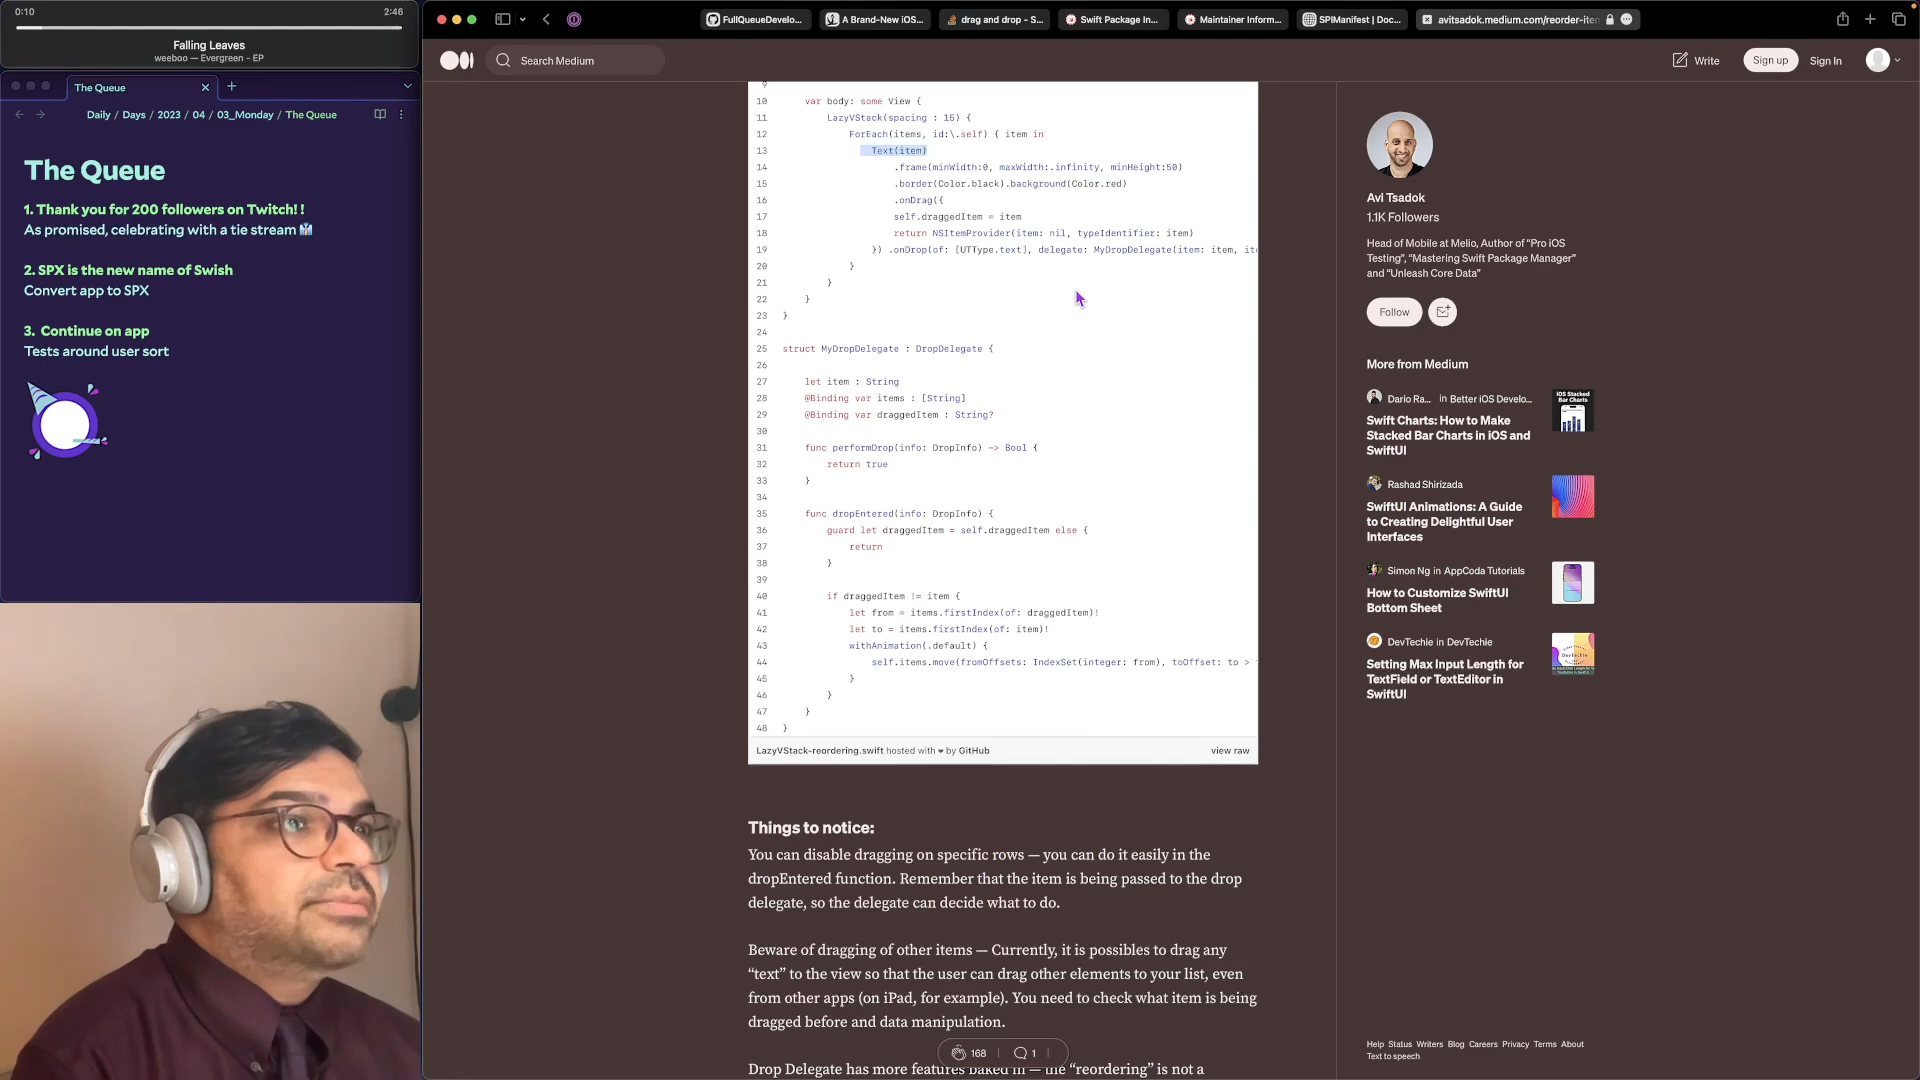 0:10
2:46
Falling Leaves
weeboo — Evergreen - EP
The Queue
Daily / Days / 2023 / 04 / 03_Monday / The Queue
The Queue
1. Thank you for 200 followers on Twitch! !
As promised, celebrating with a tie stream 👔
2. SPX is the new name of Swish
Convert app to SPX
3. Continue on app
Tests around user sort
FullQueueDevelo...
A Brand-New iOS...
drag and drop - S...
Swift Package In...
Maintainer Inform...
SPIManifest | Doc...
avitsadok.medium.com/reorder-iten
Search Medium
Write
Sign up
Sign In
9
10 var body: some View {
11 LazyVStack(spacing : 15) {
12 ForEach(items, id:\.self) { item in
13 Text(item)
14 .frame(minWidth:0, maxWidth:.infinity, minHeight:50)
15 .border(Color.black).background(Color.red)
16 .onDrag({
17 self.draggedItem = item
18 return NSItemProvider(item: nil, typeIdentifier: item)
19 }) .onDrop(of: [UTType.text], delegate: MyDropDelegate(item: item, ite
20 }
21 }
22 }
23 }
24
25 struct MyDropDelegate : DropDelegate {
26
27 let item : String
28 @Binding var items : [String]
29 @Binding var draggedItem : String?
30
31 func performDrop(info: DropInfo) -> Bool {
32 return true
33 }
34
35 func dropEntered(info: DropInfo) {
36 guard let draggedItem = self.draggedItem else {
37 return
38 }
39
40 if draggedItem != item {
41 let from = items.firstIndex(of: draggedItem)!
42 let to = items.firstIndex(of: item)!
43 withAnimation(.default) {
44 self.items.move(fromOffsets: IndexSet(integer: from), toOffset: to >
45 }
46 }
47 }
48 }
LazyVStack-reordering.swift hosted with ❤ by GitHub
view raw
Things to notice:
You can disable dragging on specific rows — you can do it easily in the
dropEntered function. Remember that the item is being passed to the drop
delegate, so the delegate can decide what to do.
Beware of dragging of other items — Currently, it is possibles to drag any
“text” to the view so that the user can drag other elements to your list, even
from other apps (on iPad, for example). You need to check what item is being
dragged before and data manipulation.
168
1
Drop Delegate has more features baked in — the “reordering” is not a
Avi Tsadok
1.1K Followers
Head of Mobile at Melio, Author of “Pro iOS
Testing”, “Mastering Swift Package Manager”
and “Unleash Core Data”
Follow
More from Medium
Dario Ra... in Better iOS Develo...
Swift Charts: How to Make
Stacked Bar Charts in iOS and
SwiftUI
iOS Stacked
Bar Charts
Rashad Shirizada
SwiftUI Animations: A Guide
to Creating Delightful User
Interfaces
Simon Ng in AppCoda Tutorials
How to Customize SwiftUI
Bottom Sheet
DevTechie in DevTechie
Setting Max Input Length for
TextField or TextEditor in
SwiftUI
Help Status Writers Blog Careers Privacy Terms About
Text to speech